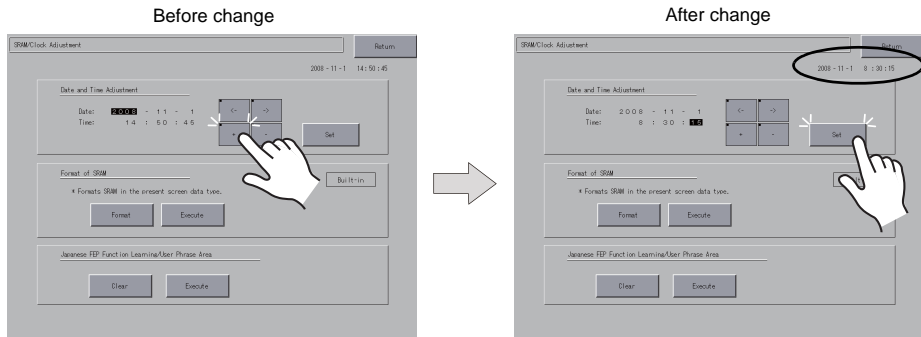 Before change
SRAM/Clock Adjustment
Return
2008 - 11 - 1 14 : 50 : 45
Date and Time Adjustment
Date: 2008 - 11 - 1
Time: 14 : 50 : 45
<- ->
+ -
Set
Format of SRAM
Built-in
* Formats SRAM in the present screen data type.
Format Execute
Japanese FEP Function Learning/User Phrase Area
Clear Execute
After change
SRAM/Clock Adjustment
Return
2008 - 11 - 1 8 : 30 : 15
Date and Time Adjustment
Date: 2008 - 11 - 1
Time: 8 : 30 : 15
<- ->
+ -
Set
Format of SRAM
* Formats SRAM in the present screen data type.
Format Execute
Japanese FEP Function Learning/User Phrase Area
Clear Execute